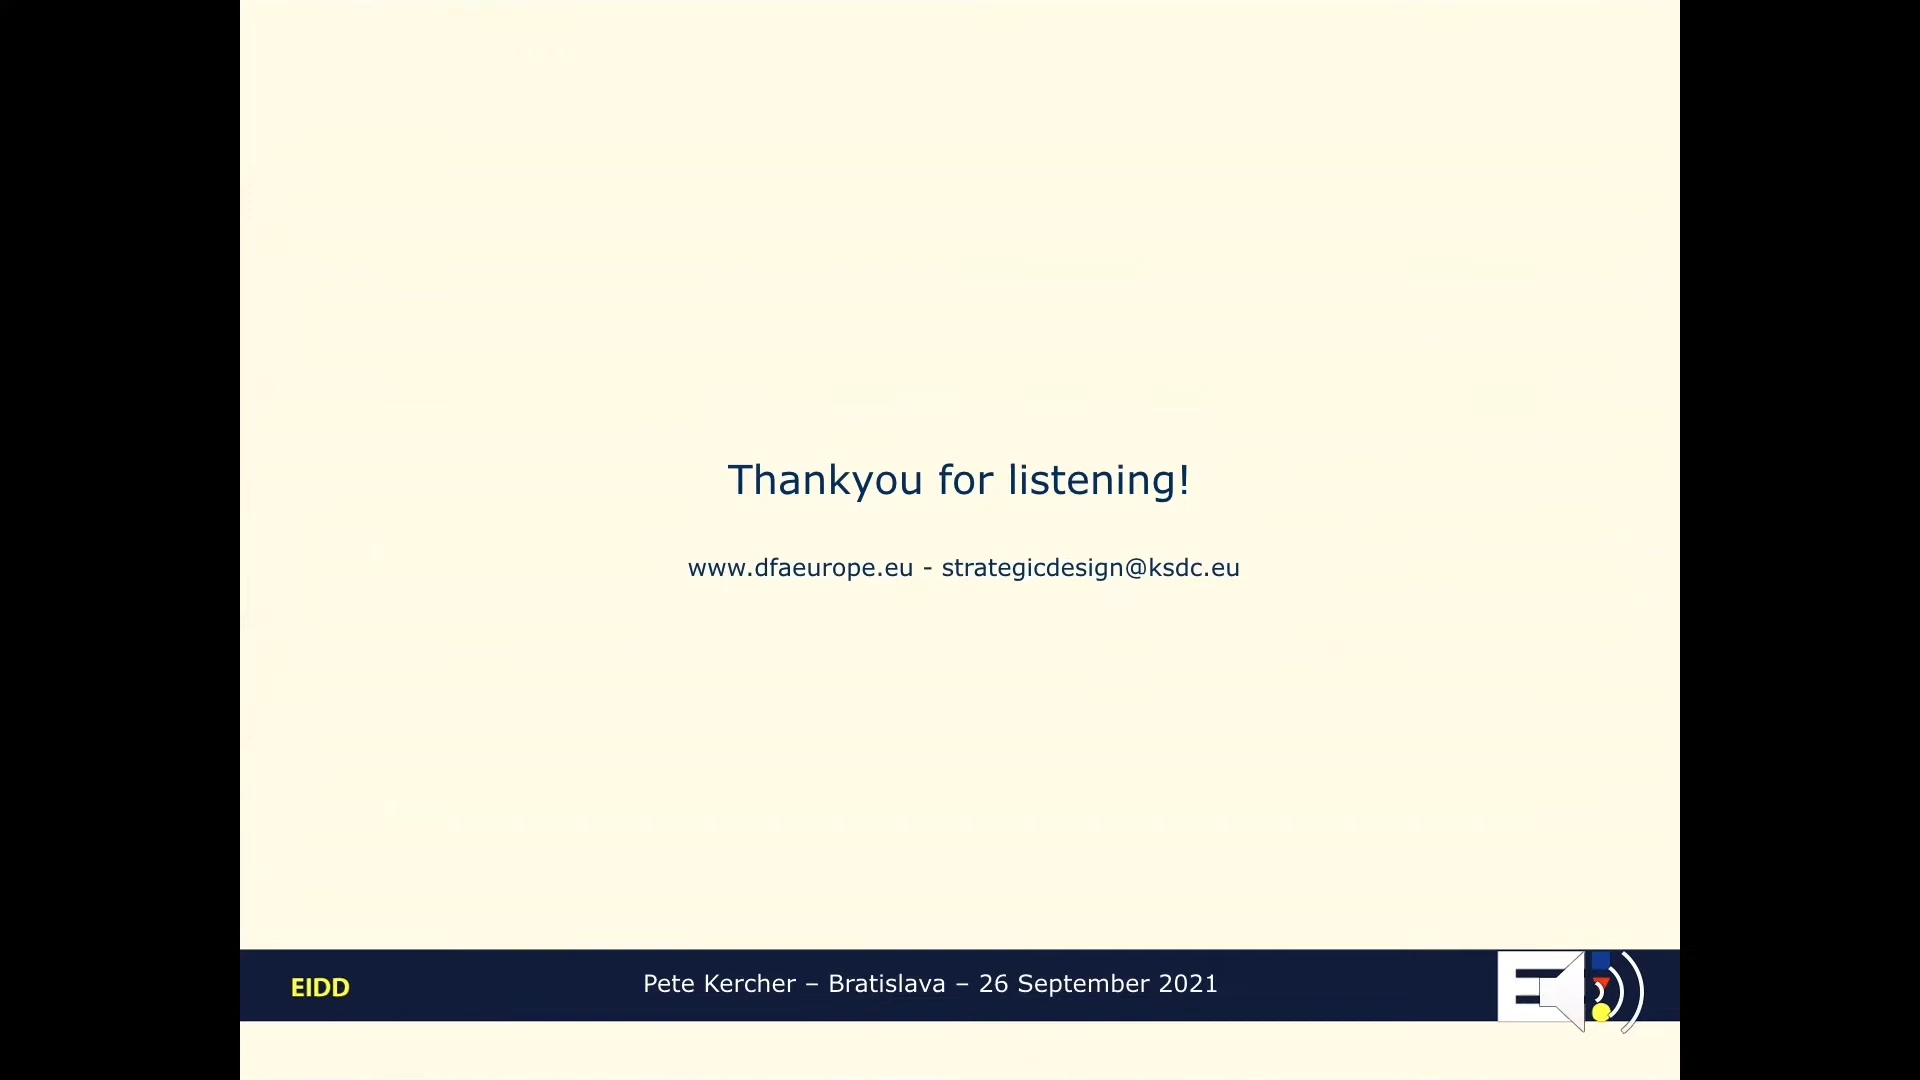 Thankyou for listening!
www.dfaeurope.eu - strategicdesign@ksdc.eu
EIDD
Pete Kercher – Bratislava – 26 September 2021
E